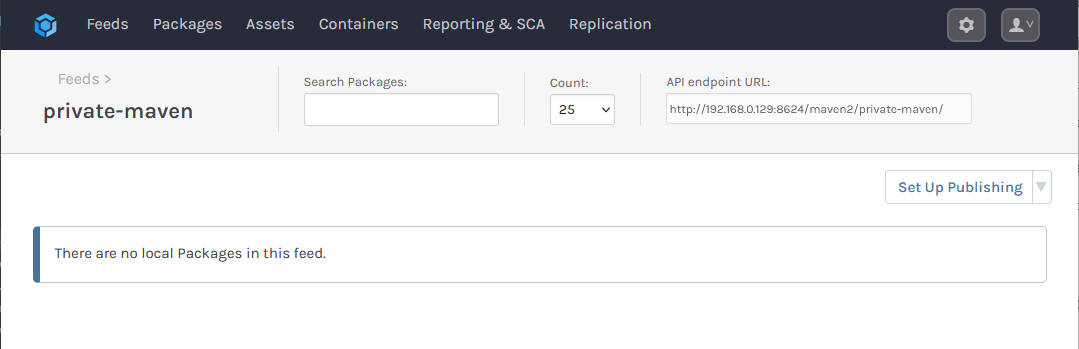 Feeds Packages Assets Containers Reporting & SCA Replication
Feeds >
private-maven
Search Packages:
Count:
25
API endpoint URL:
http://192.168.0.129:8624/maven2/private-maven/
Set Up Publishing
There are no local Packages in this feed.